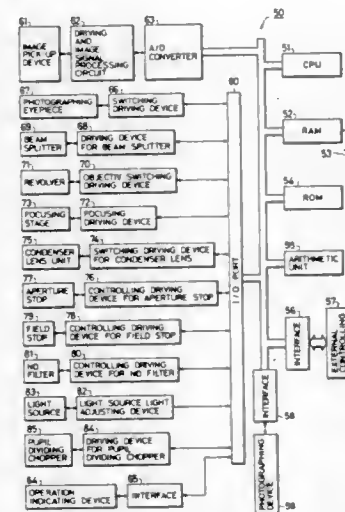 61
IMAGE
PICK-UP
DEVICE
62
DRIVING
AND
IMAGE
SIGNAL
PROCESSING
CIRCUIT
63
A/D
CONVERTER
50
51
CPU
60
67
PHOTOGRAPHING
EYEPIECE
66
SWITCHING
DRIVING DEVICE
52
RAM
53
69
BEAM
SPLITTER
68
DRIVING DEVICE
FOR BEAM SPLITTER
71
REVOLVER
70
OBJECTIV SWITCHING
DRIVING DEVICE
54
ROM
73
FOCUSING
STAGE
72
FOCUSING
DRIVING DEVICE
75
CONDENSER
LENS UNIT
74
SWITCHING DRIVING
DEVICE FOR CONDENSER LENS
I/O PORT
55
ARITHMETIC
UNIT
77
APERTURE
STOP
76
CONTROLLING DRIVING
DEVICE FOR APERTURE STOP
56
INTERFACE
57
EXTERNAL
CONTROLLING
79
FIELD
STOP
78
CONTROLLING DRIVING
DEVICE FOR FIELD STOP
81
ND
FILTER
80
CONTROLLING DRIVING
DEVICE FOR ND FILTER
INTERFACE
58
83
LIGHT
SOURCE
82
LIGHT SOURCE LIGHT
ADJUSTING DEVICE
85
PUPIL
DIVIDING
CHOPPER
84
DRIVING DEVICE
FOR PUPIL
DIVIDING CHOPPER
PHOTOGRAPHING
DEVICE
64
OPERATION
INDICATING DEVICE
65
INTERFACE